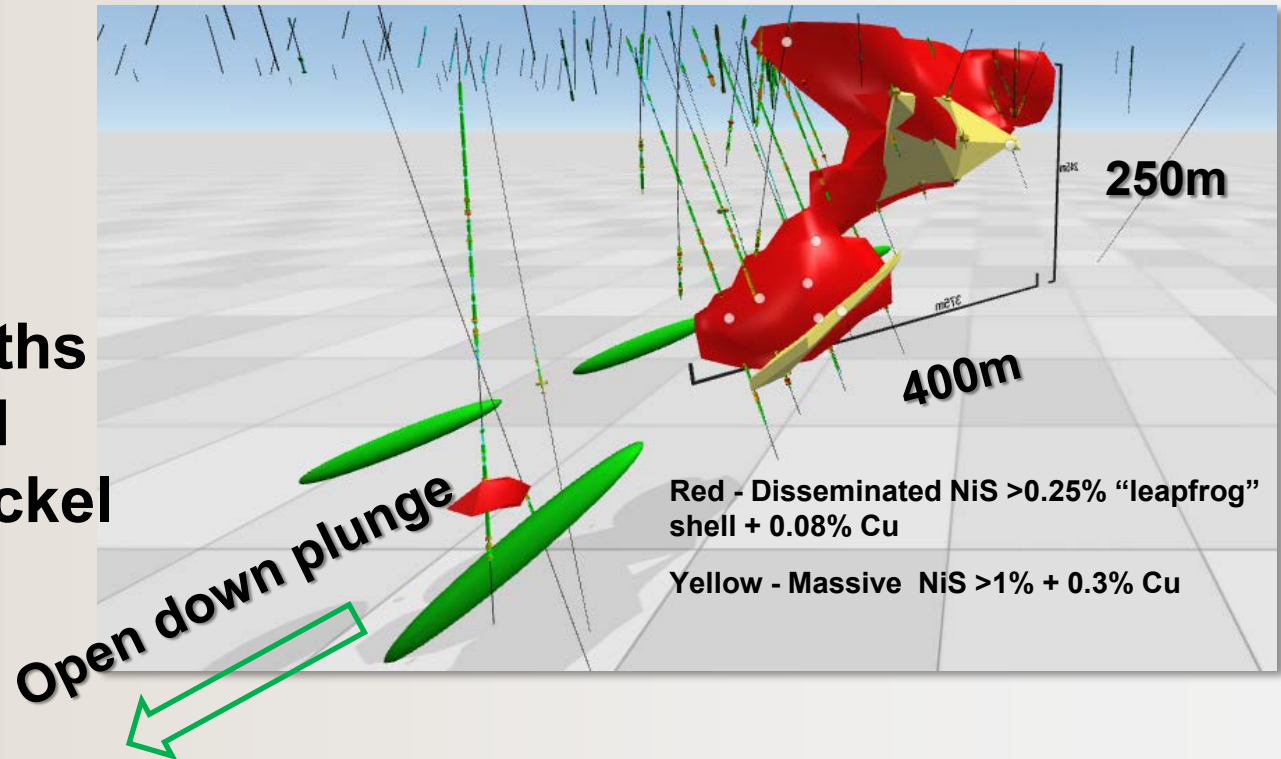 250m
400m
ths
ckel
Open down plunge
Red - Disseminated NiS >0.25% “leapfrog”
shell + 0.08% Cu
Yellow - Massive NiS >1% + 0.3% Cu
375m